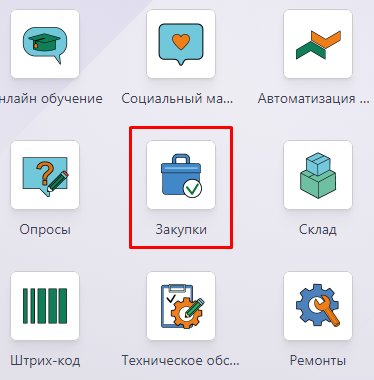 нлайн обучение
Социальный ма...
Автоматизация ...
Опросы
Закупки
Склад
Штрих-код
Техническое обс...
Ремонты